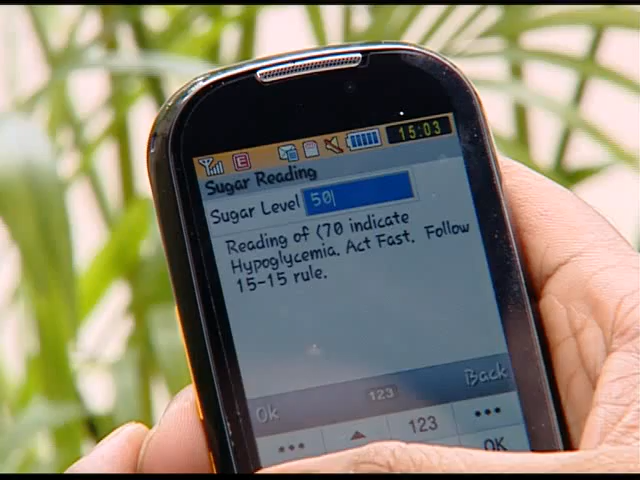 E 15:03
Sugar Reading
Sugar Level 50
Reading of (70 indicate
Hypoglycemia. Act Fast. Follow
15-15 rule.
Ok 123 Back
... 123 ...
OK